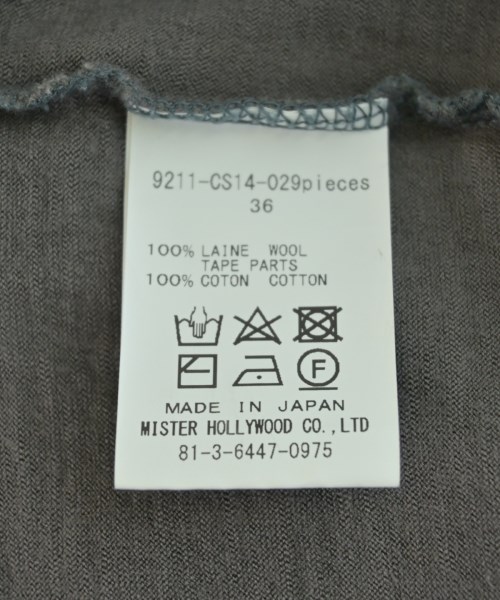 9211-CS14-029pieces
36
100% LAINE WOOL
TAPE PARTS
100% COTON COTTON
F
MADE IN JAPAN
MISTER HOLLYWOOD CO.,LTD
81-3-6447-0975